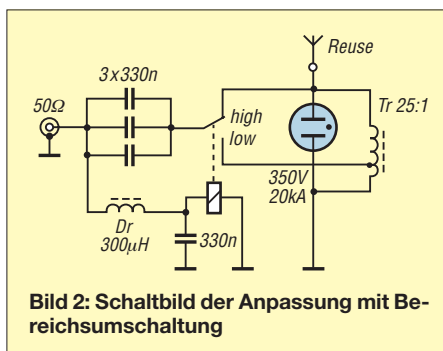 Reuse
3x330n
50Ω
high
low
Tr 25:1
350V
20kA
Dr
300µH
330n
Bild 2: Schaltbild der Anpassung mit Be-
reichsumschaltung